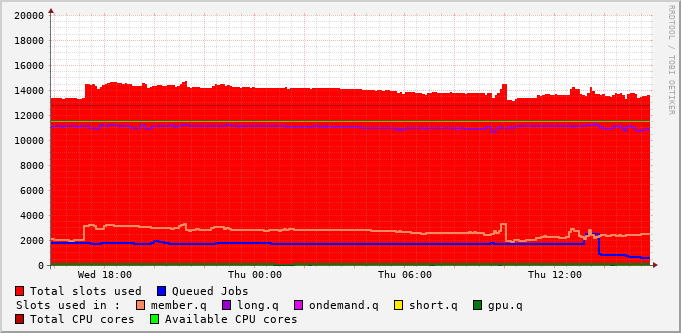 20000
18000
16000
14000
12000
10000
8000
6000
4000
2000
0
Wed 18:00 Thu 00:00 Thu 06:00 Thu 12:00
RRDTOOL / TOBI OETIKER
Total slots used Queued Jobs
Slots used in : member.q long.q ondemand.q short.q gpu.q
Total CPU cores Available CPU cores